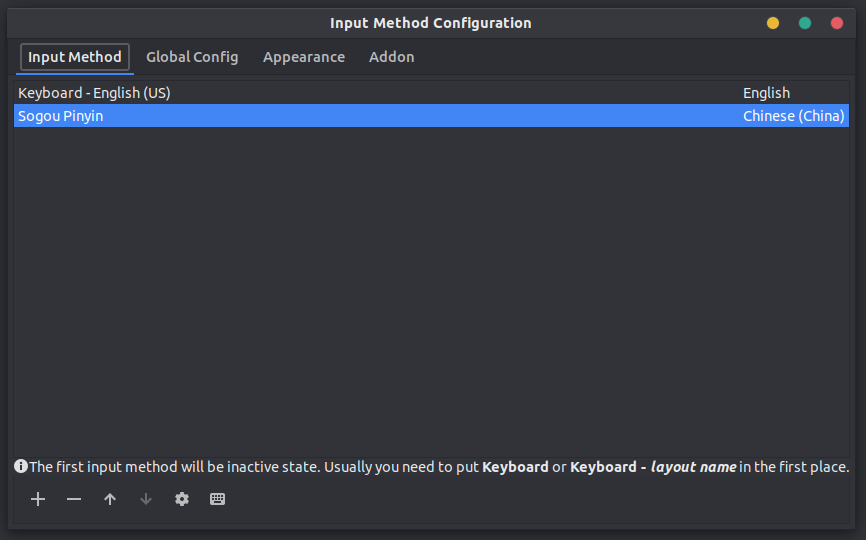 Input Method Configuration
Input Method Global Config Appearance Addon
Keyboard - English (US) English
Sogou Pinyin Chinese (China)
The first input method will be inactive state. Usually you need to put Keyboard or Keyboard - layout name in the first place.